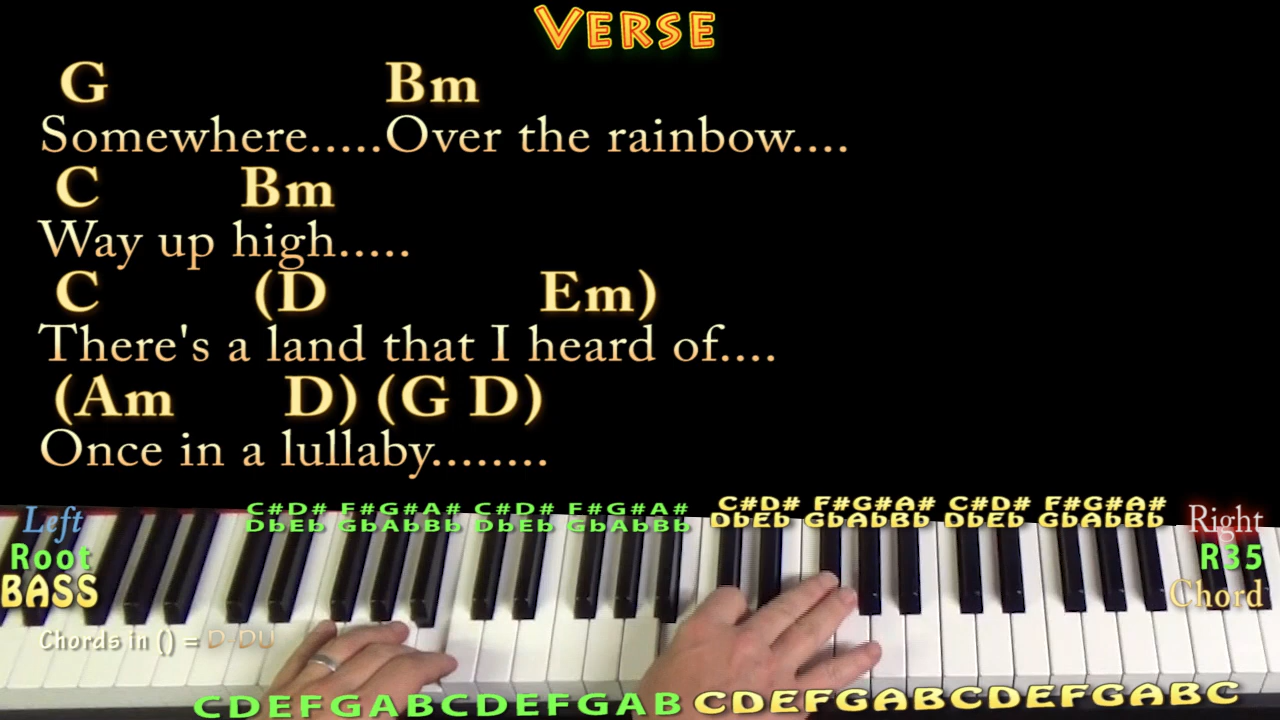 VERSE
G Bm
Somewhere.....Over the rainbow....
C Bm
Way up high.....
C (D Em)
There's a land that I heard of....
(Am D) (G D)
Once in a lullaby........
C#D# F#G#A# C#D# F#G#A# C#D# F#G#A# C#D# F#G#A#
DbEb GbAbBb DbEb GbAbBb DbEb GbAbBb DbEb GbAbBb
Left
Root
BASS
Right
R35
Chord
Chords in () = D-DU
CDEFGABCDEFGAB CDEFGABCDEFGABC